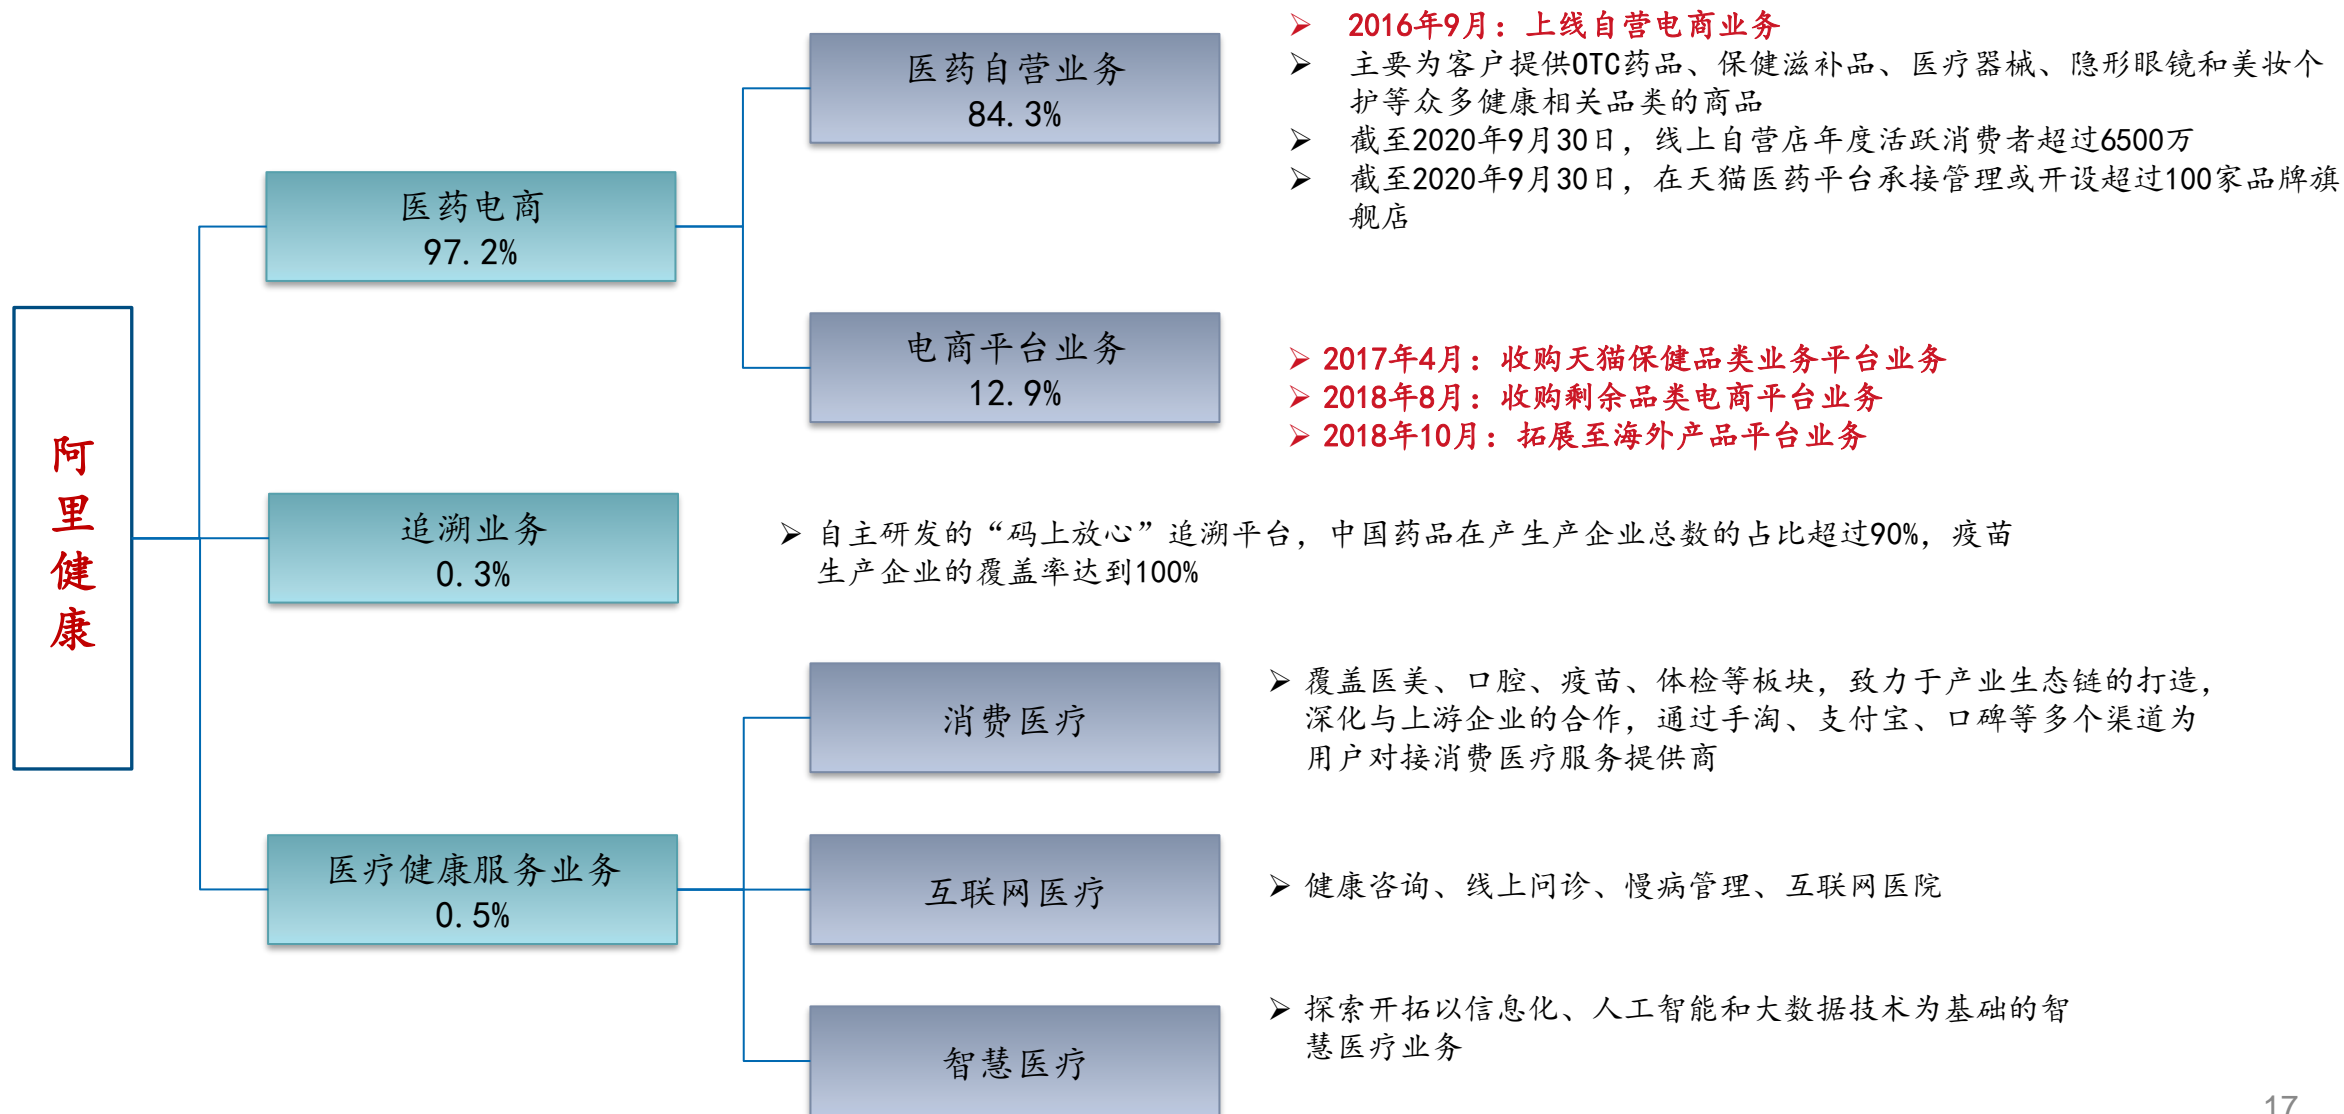 阿里健康
医药电商
97.2%
医药自营业务
84.3%
➢ 2016年9月：上线自营电商业务
➢ 主要为客户提供OTC药品、保健滋补品、医疗器械、隐形眼镜和美妆个
护等众多健康相关品类的商品
➢ 截至2020年9月30日，线上自营店年度活跃消费者超过6500万
➢ 截至2020年9月30日，在天猫医药平台承接管理或开设超过100家品牌旗
舰店
电商平台业务
12.9%
➢ 2017年4月：收购天猫保健品类业务平台业务
➢ 2018年8月：收购剩余品类电商平台业务
➢ 2018年10月：拓展至海外产品平台业务
追溯业务
0.3%
➢ 自主研发的“码上放心”追溯平台，中国药品在产生产企业总数的占比超过90%，疫苗
生产企业的覆盖率达到100%
医疗健康服务业务
0.5%
消费医疗
➢ 覆盖医美、口腔、疫苗、体检等板块，致力于产业生态链的打造，
深化与上游企业的合作，通过手淘、支付宝、口碑等多个渠道为
用户对接消费医疗服务提供商
互联网医疗
➢ 健康咨询、线上问诊、慢病管理、互联网医院
智慧医疗
➢ 探索开拓以信息化、人工智能和大数据技术为基础的智
慧医疗业务
17